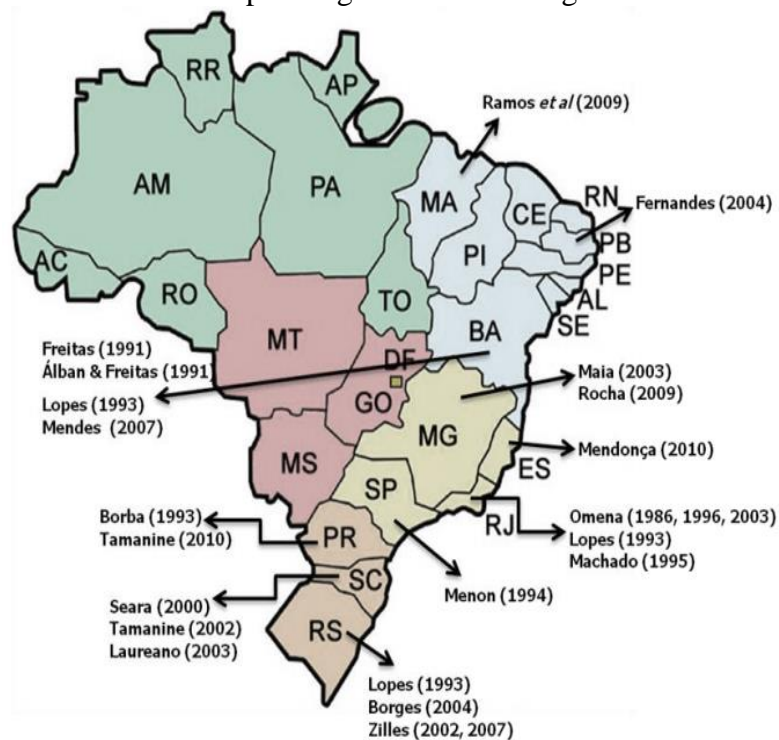 RR
AP
Ramos et al (2009)
AM
PA
MA
CE
RN
Fernandes (2004)
PB
PI
PE
AC
RO
TO
AL
SE
BA
MT
Freitas (1991)
Álban & Freitas (1991)
DF
Lopes (1993)
Mendes (2007)
GO
Maia (2003)
Rocha (2009)
MG
Mendonça (2010)
ES
MS
SP
RJ
Omena (1986, 1996, 2003)
Lopes (1993)
Machado (1995)
Borba (1993)
Tamanine (2010)
PR
Menon (1994)
SC
Seara (2000)
Tamanine (2002)
Laureano (2003)
RS
Lopes (1993)
Borges (2004)
Zilles (2002, 2007)